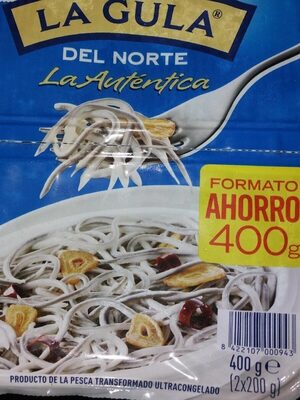 LA GULA®
DEL NORTE
La Auténtica
FORMATO
AHORRO
400g
8 422107 000943
400 g e
(2x200 g)
PRODUCTO DE LA PESCA TRANSFORMADO ULTRACONGELADO